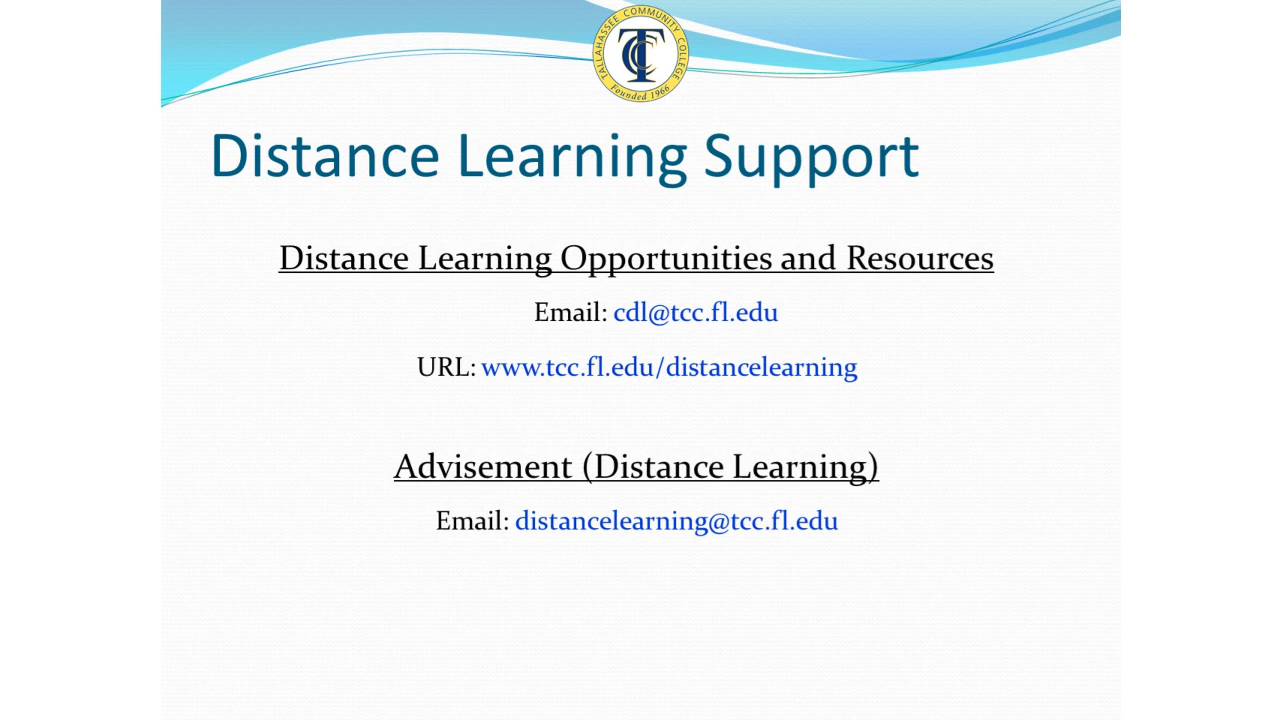 TALLAHASSEE COMMUNITY COLLEGE
TCC
Founded 1966
Distance Learning Support
Distance Learning Opportunities and Resources
Email: cdl@tcc.fl.edu
URL: www.tcc.fl.edu/distancelearning
Advisement (Distance Learning)
Email: distancelearning@tcc.fl.edu